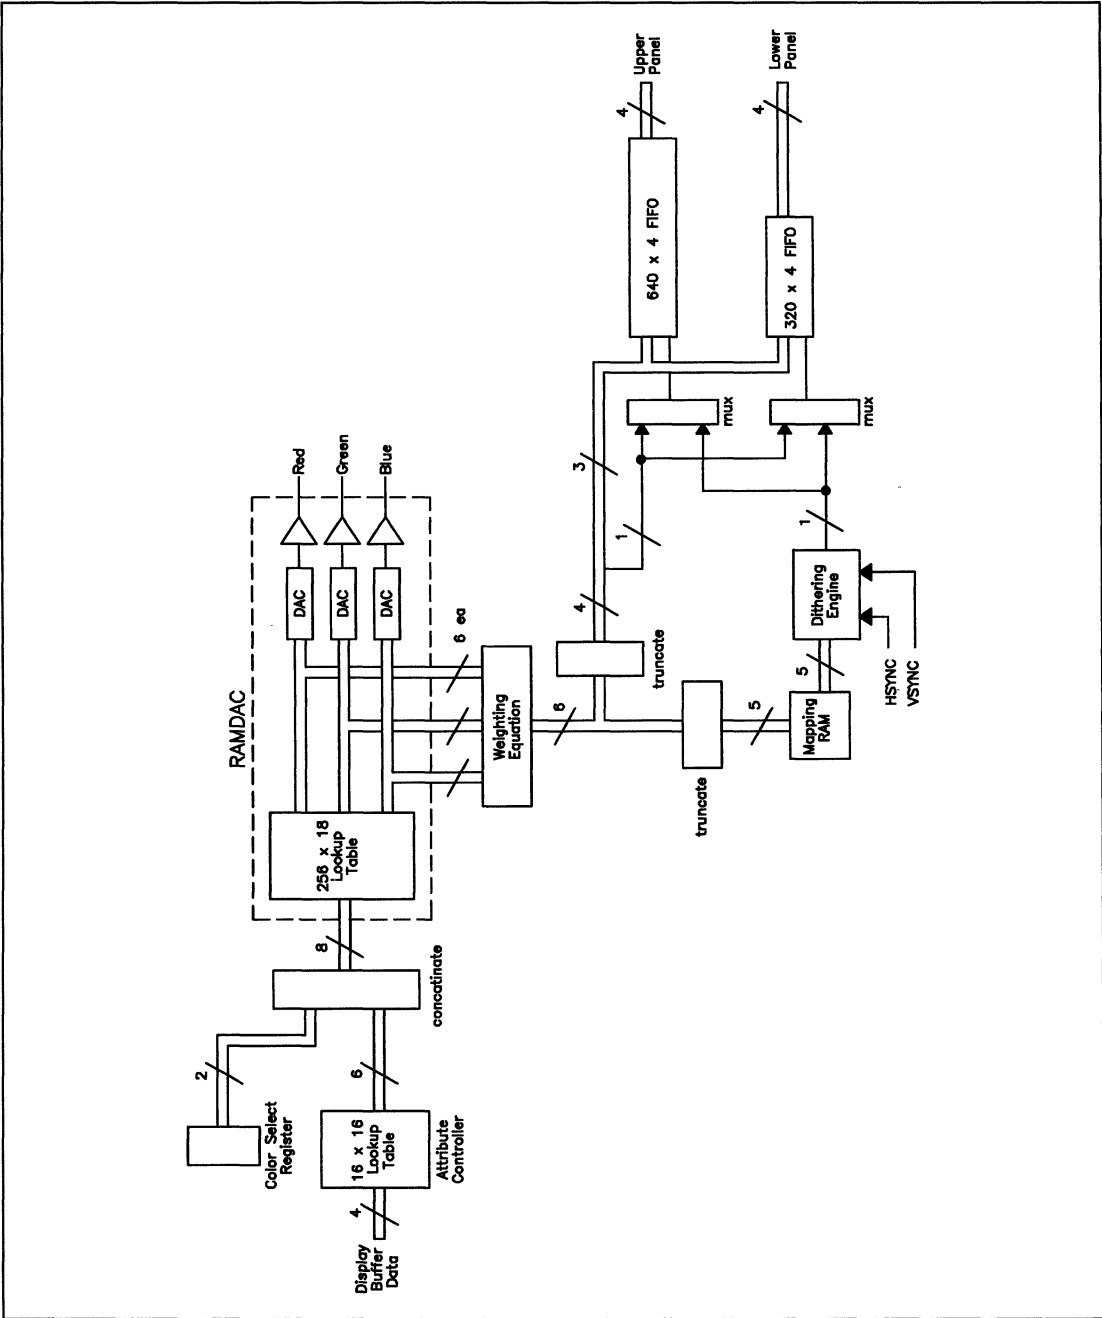 Display
Buffer
Data
4
16 x 16
Lookup
Table
Attribute
Controller
6
Color Select
Register
2
concatinate
8
RAMDAC
256 x 18
Lookup
Table
DAC
DAC
DAC
Red
Green
Blue
6 ea
Weighting
Equation
6
truncate
4
3
1
truncate
5
Mapping
RAM
5
Dithering
Engine
HSYNC
VSYNC
1
mux
mux
640 x 4 FIFO
4
Upper
Panel
320 x 4 FIFO
4
Lower
Panel